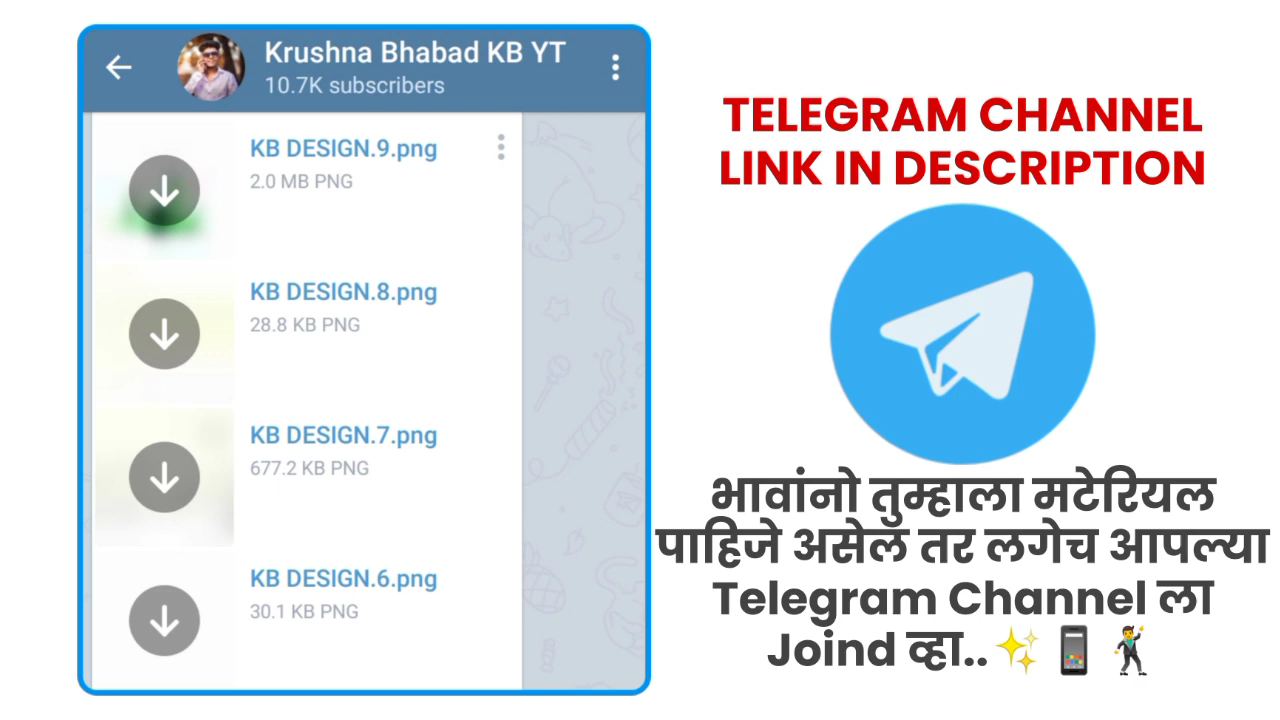 Krushna Bhabad KB YT
10.7K subscribers
KB DESIGN.9.png
2.0 MB PNG
KB DESIGN.8.png
28.8 KB PNG
KB DESIGN.7.png
677.2 KB PNG
KB DESIGN.6.png
30.1 KB PNG
TELEGRAM CHANNEL
LINK IN DESCRIPTION
भावांनो तुम्हाला मटेरियल
पाहिजे असेल तर लगेच आपल्या
Telegram Channel ला
Joind व्हा..✨📱🕺